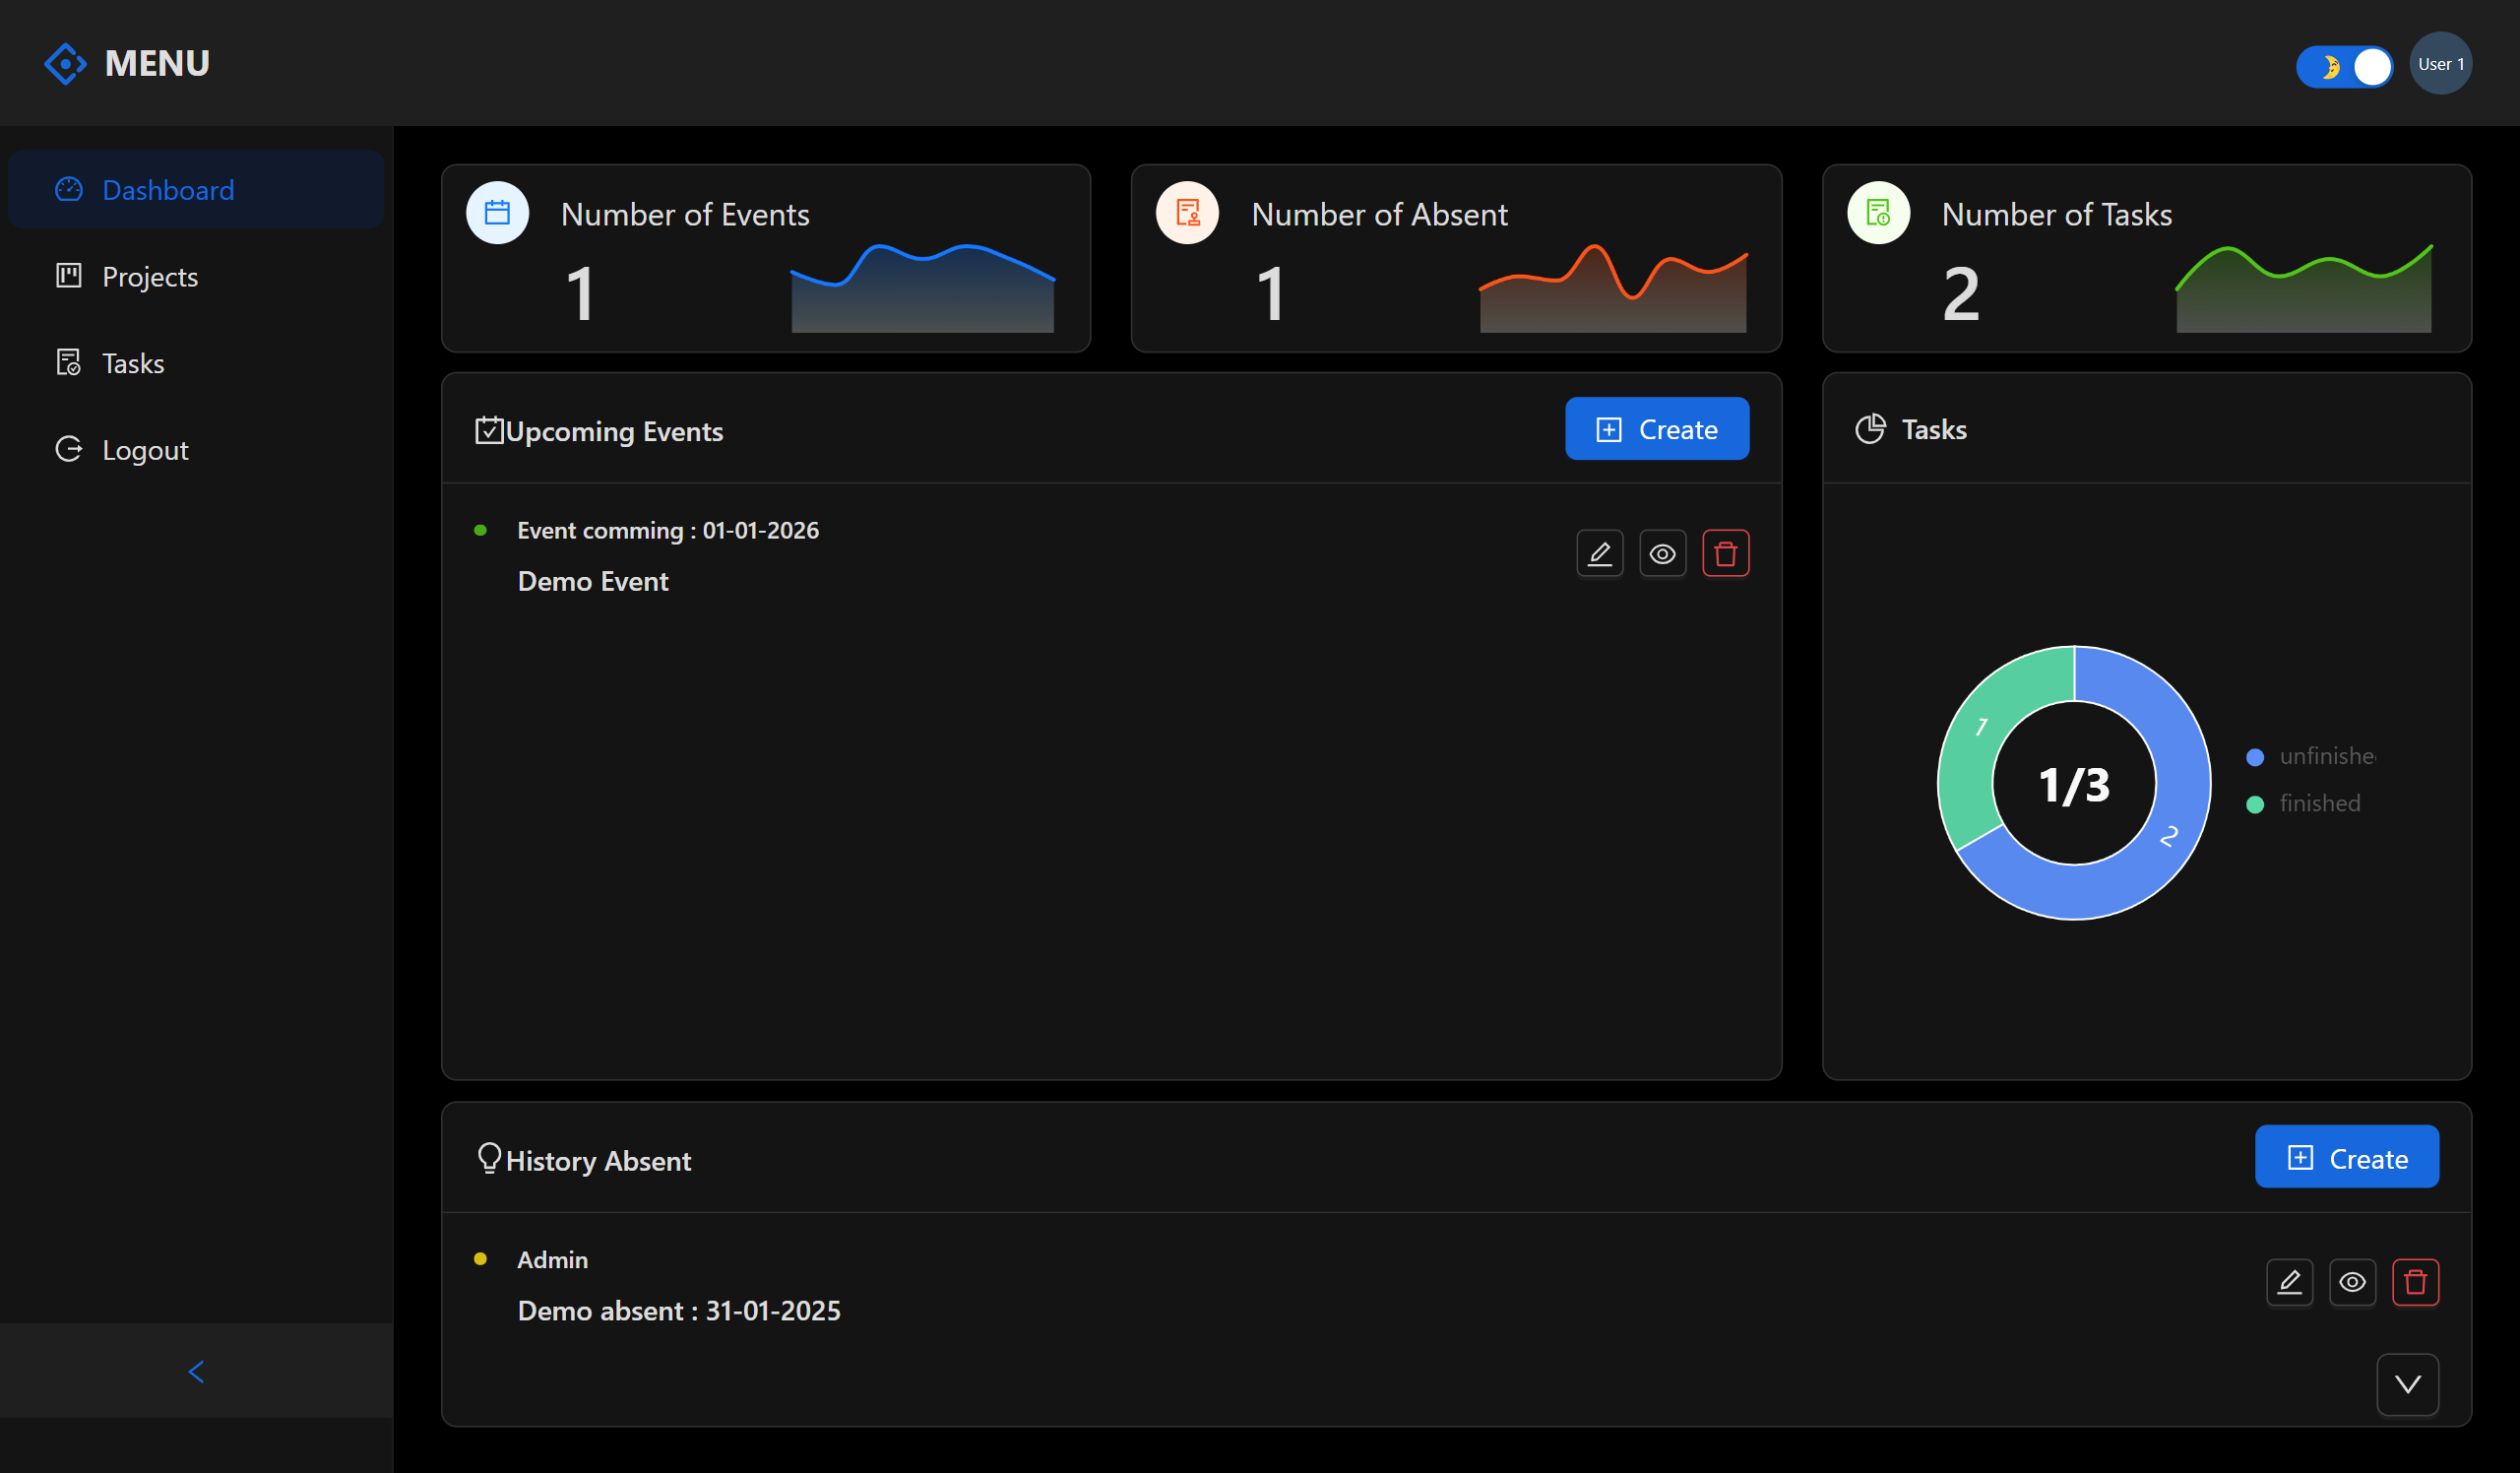 MENU
User 1
Dashboard
Projects
Tasks
Logout
Number of Events
1
Number of Absent
1
Number of Tasks
2
Upcoming Events
Create
Event comming : 01-01-2026
Demo Event
Tasks
1
2
1/3
unfinishe
finished
History Absent
Create
Admin
Demo absent : 31-01-2025